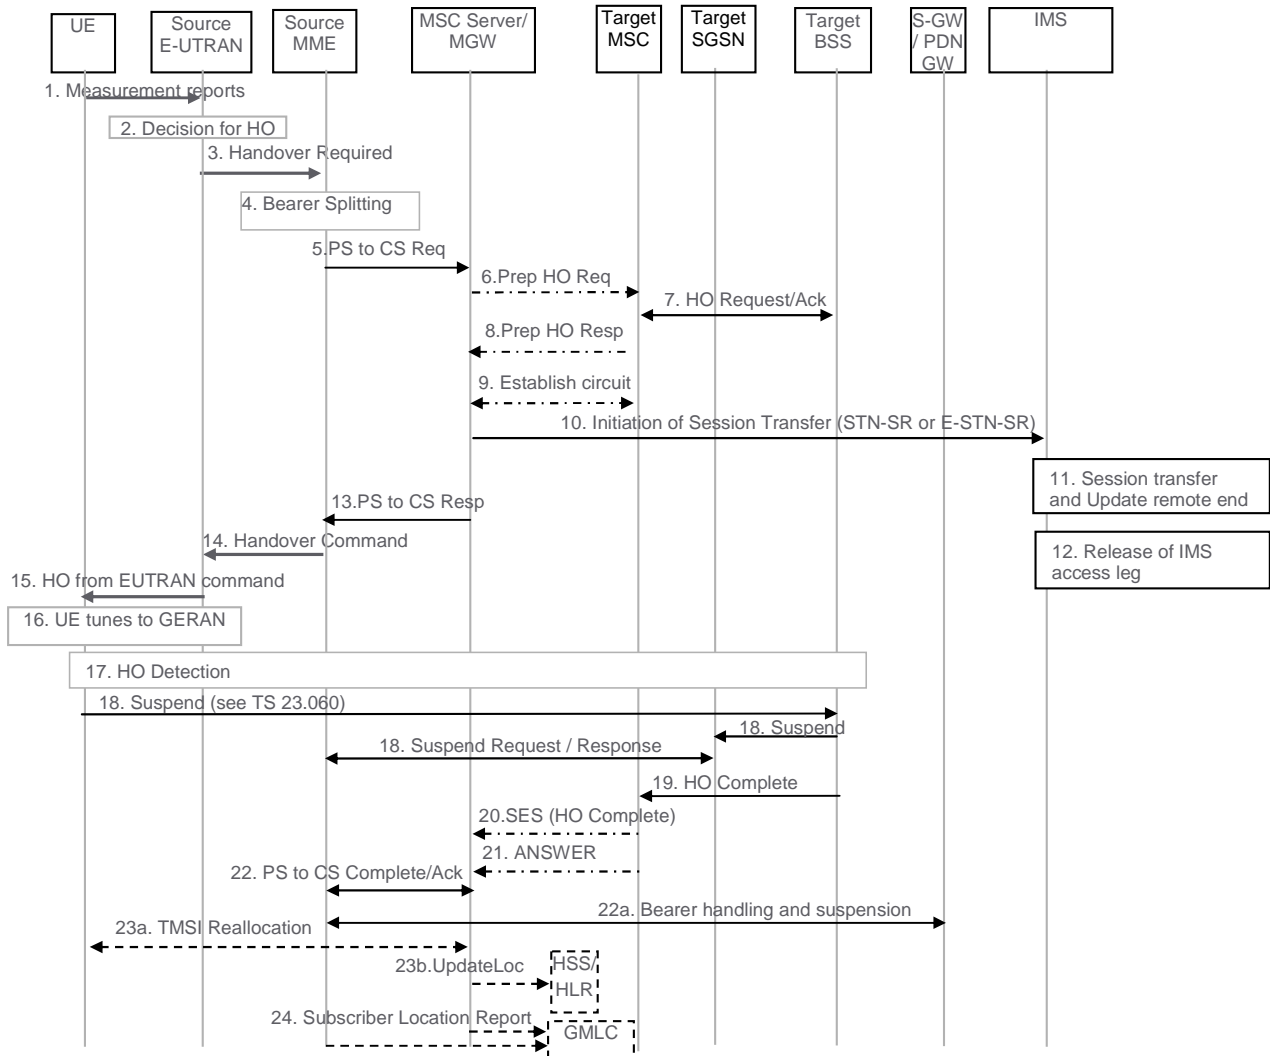 UE
Source
E-UTRAN
Source
MME
MSC Server/
MGW
Target
MSC
Target
SGSN
Target
BSS
S-GW
/ PDN
GW
IMS
1. Measurement reports
2. Decision for HO
3. Handover Required
4. Bearer Splitting
5.PS to CS Req
6.Prep HO Req
7. HO Request/Ack
8.Prep HO Resp
9. Establish circuit
10. Initiation of Session Transfer (STN-SR or E-STN-SR)
11. Session transfer
and Update remote end
13.PS to CS Resp
14. Handover Command
12. Release of IMS
access leg
15. HO from EUTRAN command
16. UE tunes to GERAN
17. HO Detection
18. Suspend (see TS 23.060)
18. Suspend
18. Suspend Request / Response
19. HO Complete
20.SES (HO Complete)
21. ANSWER
22. PS to CS Complete/Ack
22a. Bearer handling and suspension
23a. TMSI Reallocation
23b.UpdateLoc
HSS/
HLR
24. Subscriber Location Report
GMLC